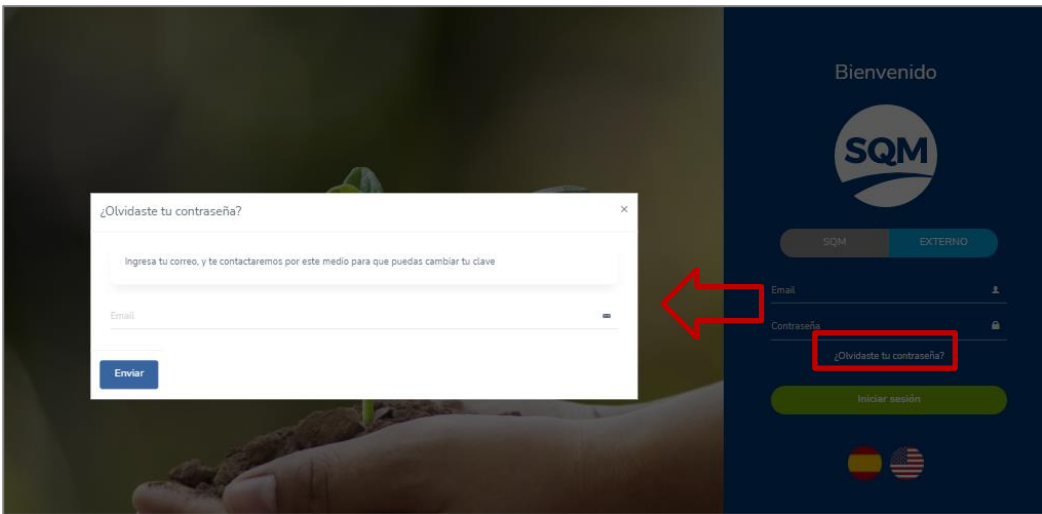 Bienvenido
SQM
SQM EXTERNO
Email
Contraseña
¿Olvidaste tu contraseña?
Iniciar sesión
¿Olvidaste tu contraseña? ×
Ingresa tu correo, y te contactaremos por este medio para que puedas cambiar tu clave
Email
Enviar